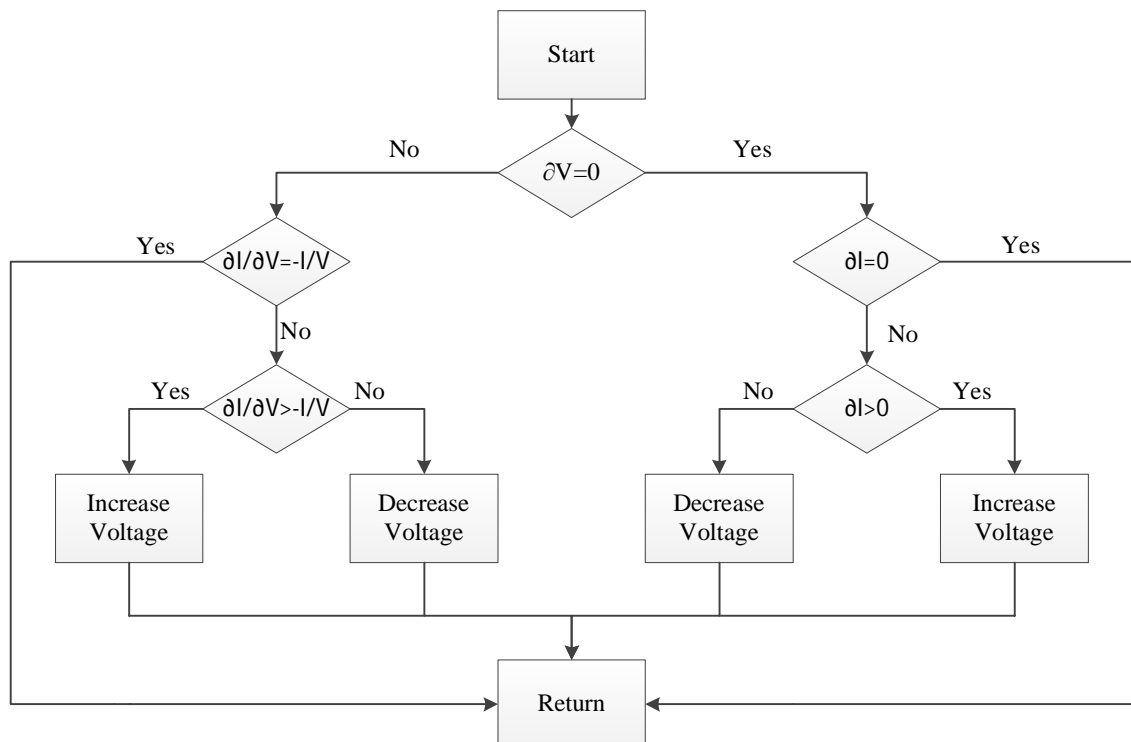 Start
No
Yes
∂V=0
Yes
∂I/∂V=-I/V
∂I=0
Yes
No
No
Yes
∂I/∂V>-I/V
No
No
∂I>0
Yes
Increase
Voltage
Decrease
Voltage
Decrease
Voltage
Increase
Voltage
Return